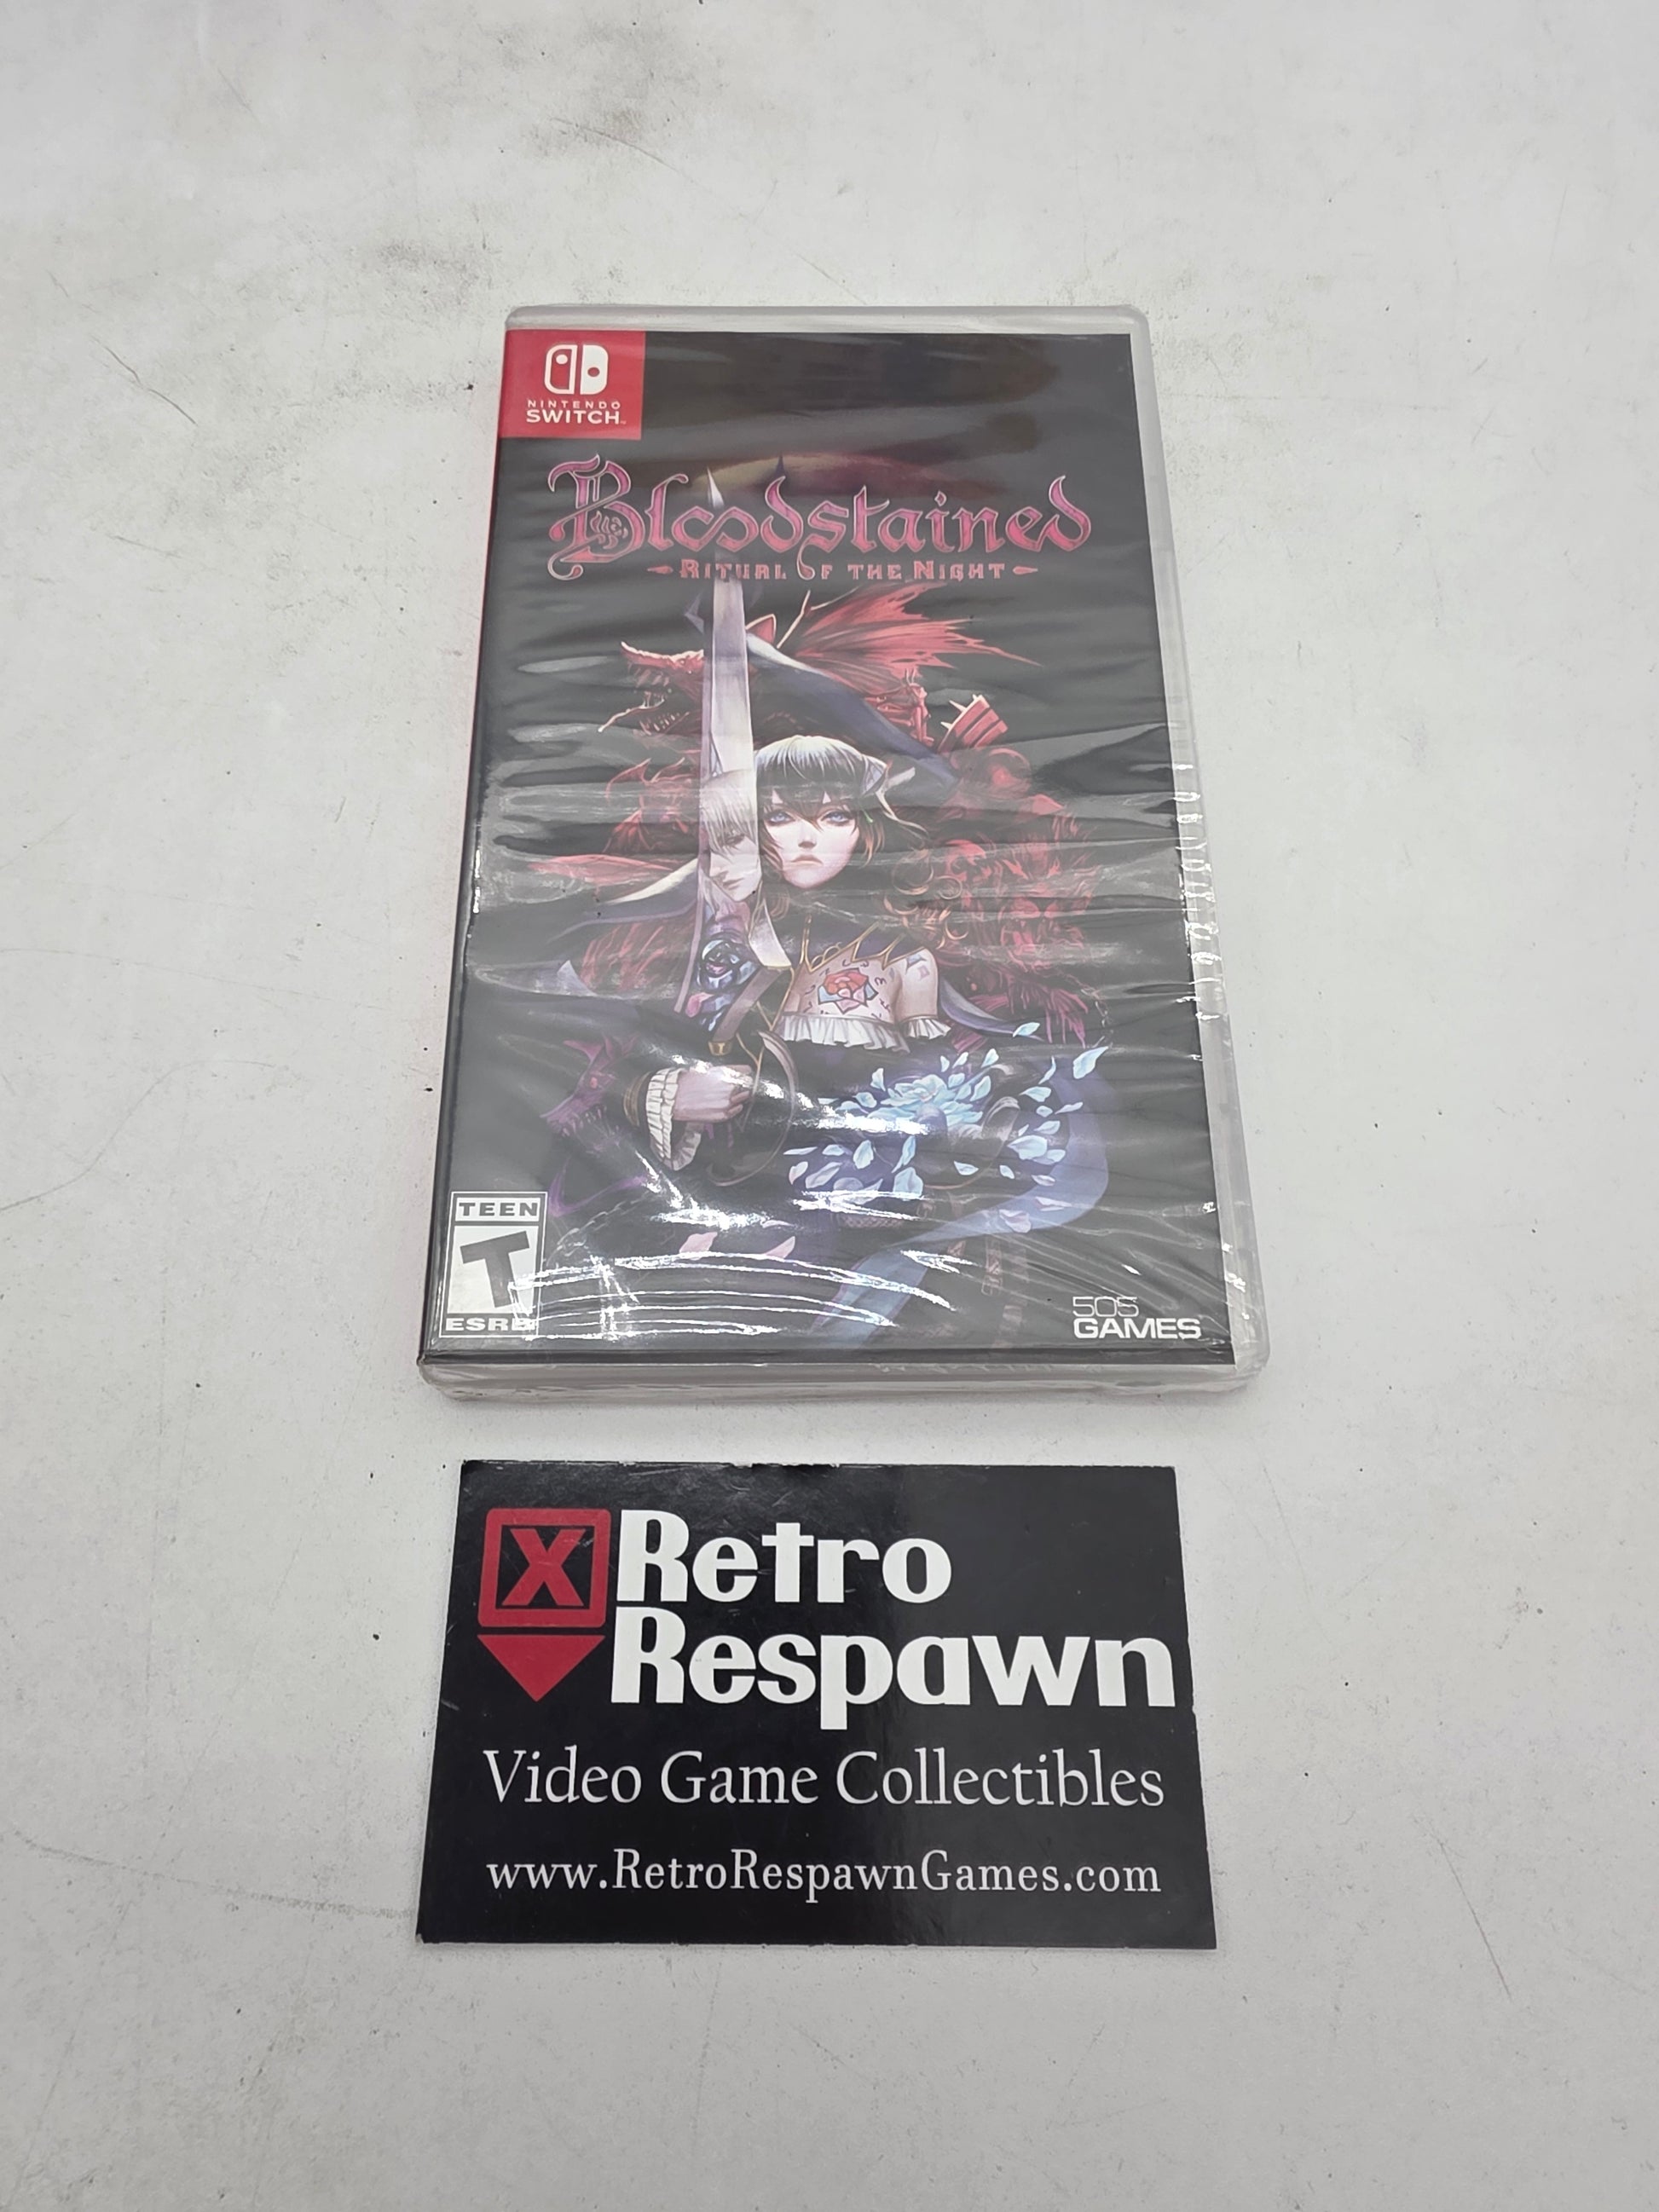 NINTENDO
SWITCH
Bloodstained
RITUAL OF THE NIGHT
TEEN
T
ESRB
505
GAMES
X Retro
Respawn
Video Game Collectibles
www.RetroRespawnGames.com